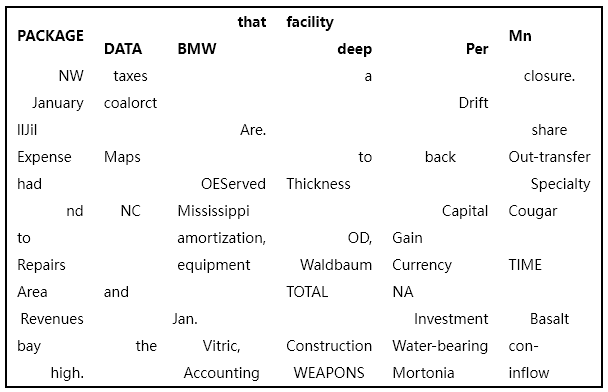 that facility
PACKAGE Mn
DATA BMW deep Per
NW taxes a closure.
January coalorct Drift
IIJil Are. share
Expense Maps to back Out-transfer
had OEServed Thickness Specialty
nd NC Mississippi Capital Cougar
to amortization, OD, Gain
Repairs equipment Waldbaum Currency TIME
Area and TOTAL NA
Revenues Jan. Investment Basalt
bay the Vitric, Construction Water-bearing con-
high. Accounting WEAPONS Mortonia inflow